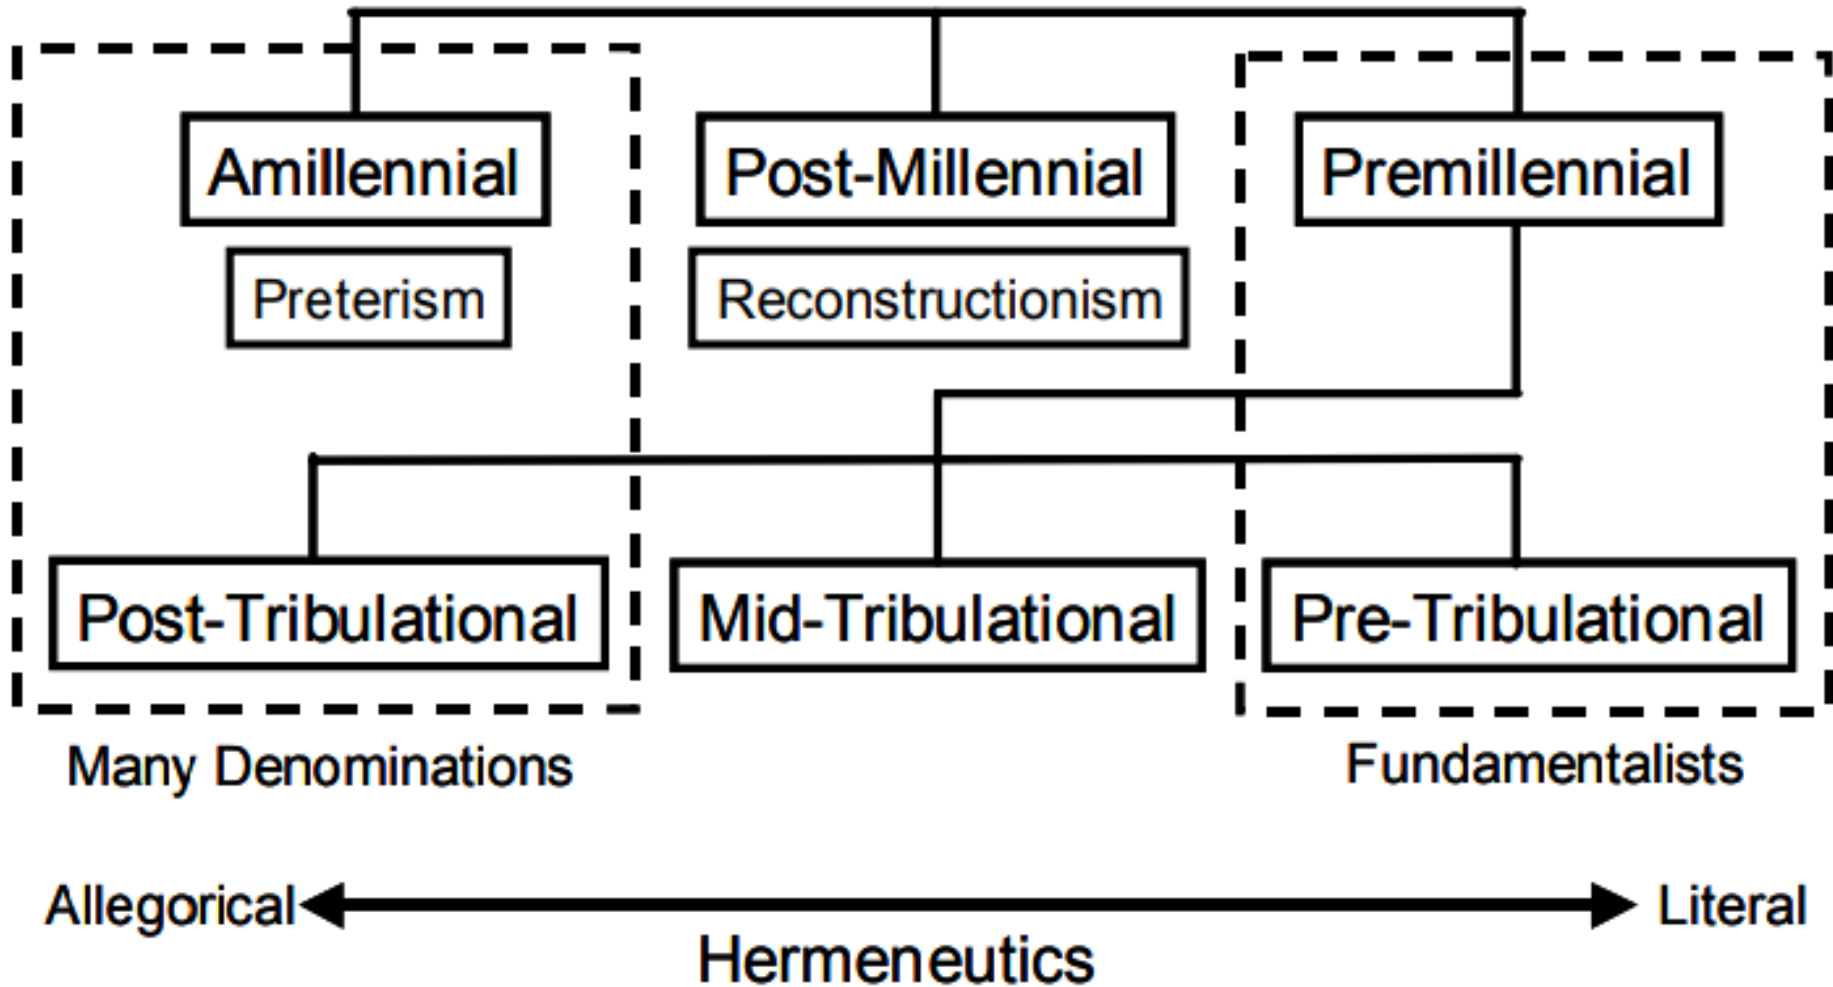 Amillennial
Post-Millennial
Premillennial
Preterism
Reconstructionism
Post-Tribulational
Mid-Tribulational
Pre-Tribulational
Many Denominations
Fundamentalists
Allegorical
Literal
Hermeneutics